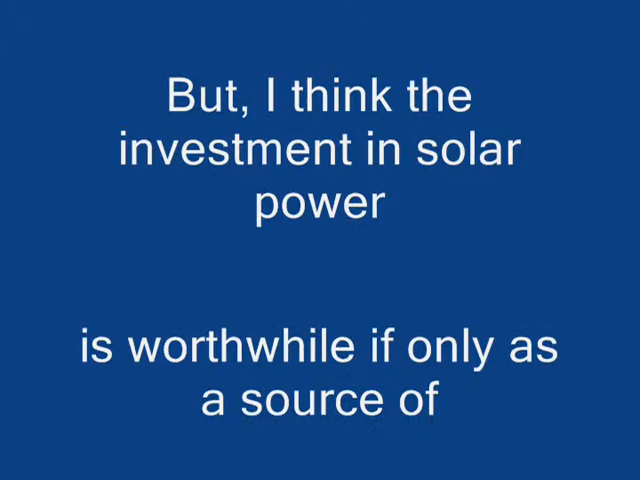 But, I think the
investment in solar
power
is worthwhile if only as
a source of